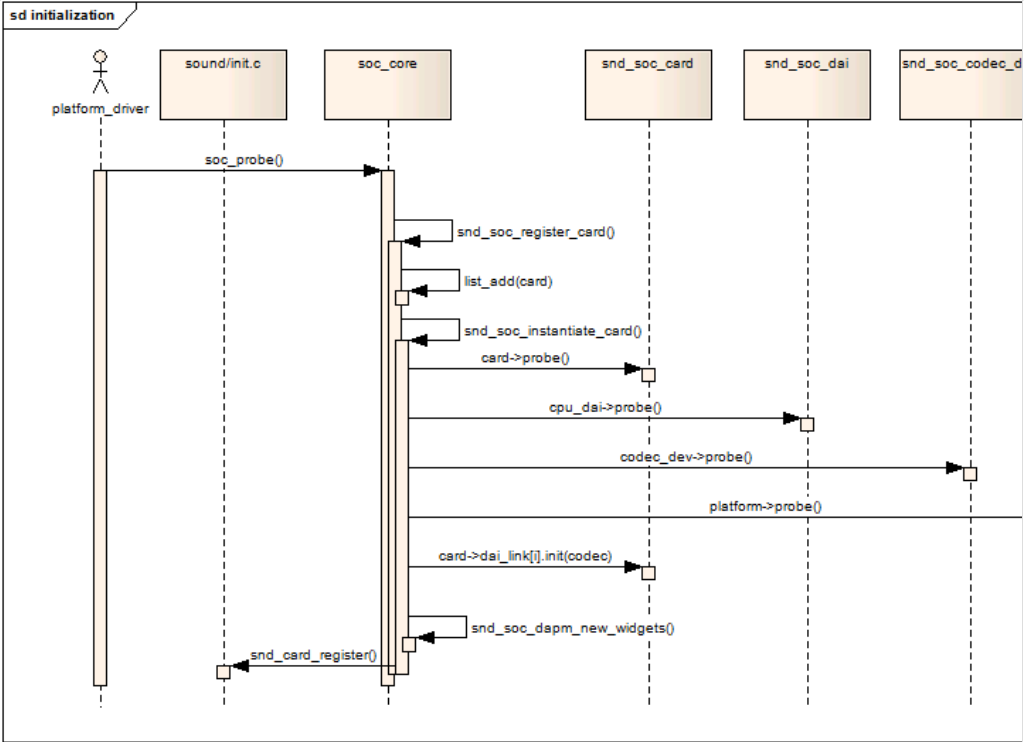 sd initialization
platform_driver
sound/init.c
soc_core
snd_soc_card
snd_soc_dai
snd_soc_codec_d
soc_probe()
snd_soc_register_card()
list_add(card)
snd_soc_instantiate_card()
card->probe()
cpu_dai->probe()
codec_dev->probe()
platform->probe()
card->dai_link[i].init(codec)
snd_soc_dapm_new_widgets()
snd_card_register()